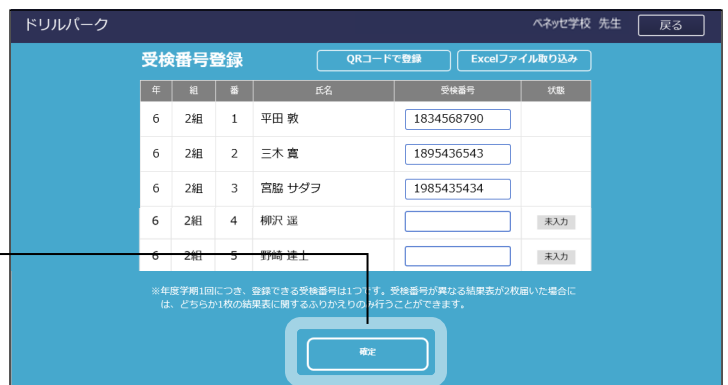 ドリルパーク
ベネッセ学校 先生
戻る
受検番号登録
QRコードで登録
Excelファイル取り込み
年 組 番 氏名 受検番号 状態
6 2組 1 平田 敦 1834568790
6 2組 2 三木 寛 1895436543
6 2組 3 宮脇 サダヲ 1985435434
6 2組 4 柳沢 遥 未入力
6 2組 5 野崎 達士 未入力
※年度学期1回につき、登録できる受検番号は1つです。受検番号が異なる結果表が2枚届いた場合に
は、どちらか1枚の結果表に関するふりかえりのみ行うことができます。
確定